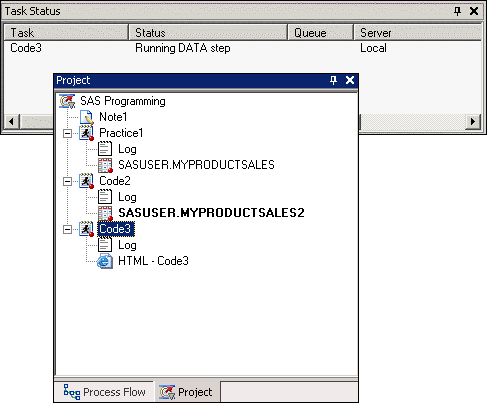 Task Status
Task Status Queue Server
Code3 Running DATA step Local
Project
SAS Programming
Note1
Practice1
Log
SASUSER.MYPRODUCTSALES
Code2
Log
SASUSER.MYPRODUCTSALES2
Code3
Log
HTML - Code3
Process Flow Project